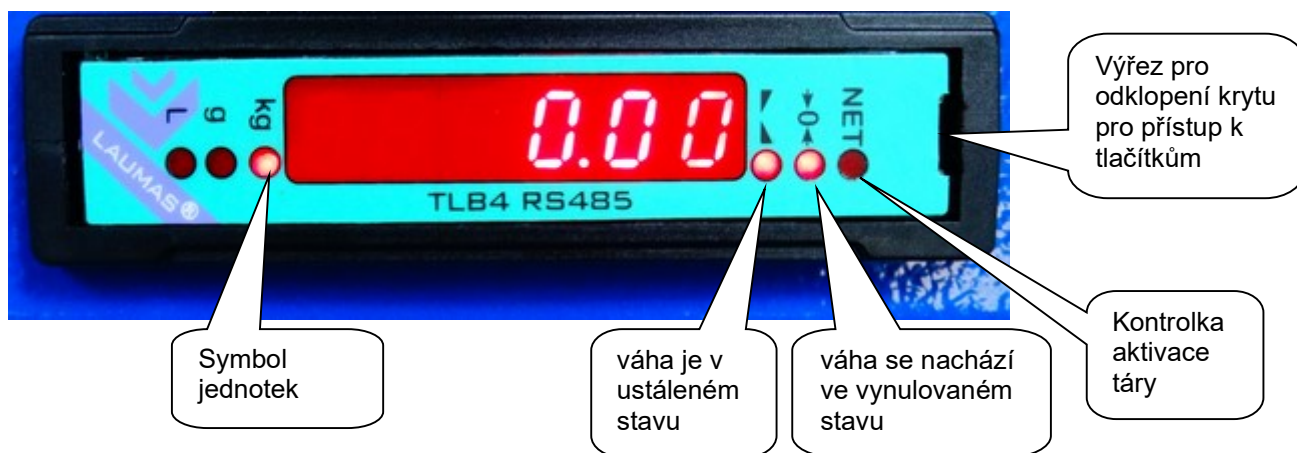 L
g
kg
0.00
NET
→0←
LAUMAS®
TLB4 RS485
Výřez pro
odklopení krytu
pro přístup k
tlačítkům
Symbol
jednotek
váha je v
ustáleném
stavu
váha se nachází
ve vynulovaném
stavu
Kontrolka
aktivace
táry